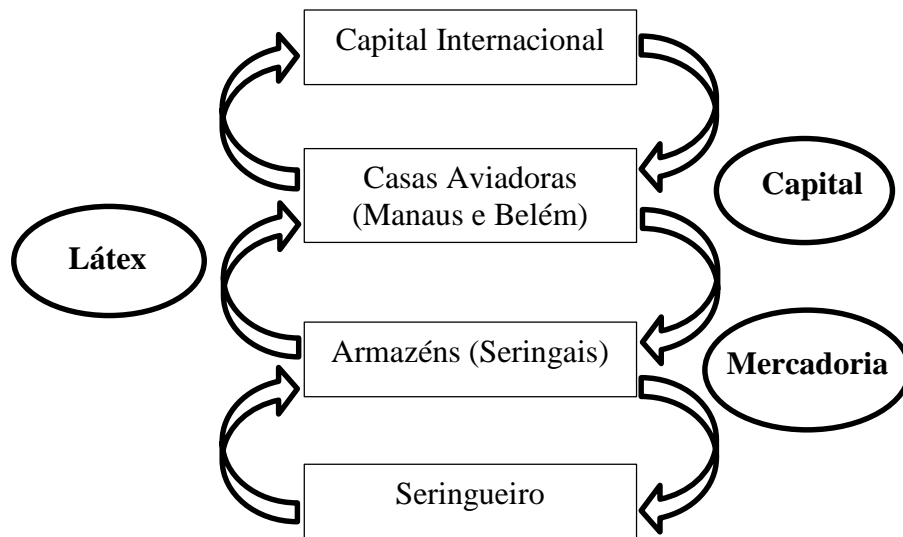 Capital Internacional
Casas Aviadoras
(Manaus e Belém)
Capital
Látex
Armazéns (Seringais)
Mercadoria
Seringueiro